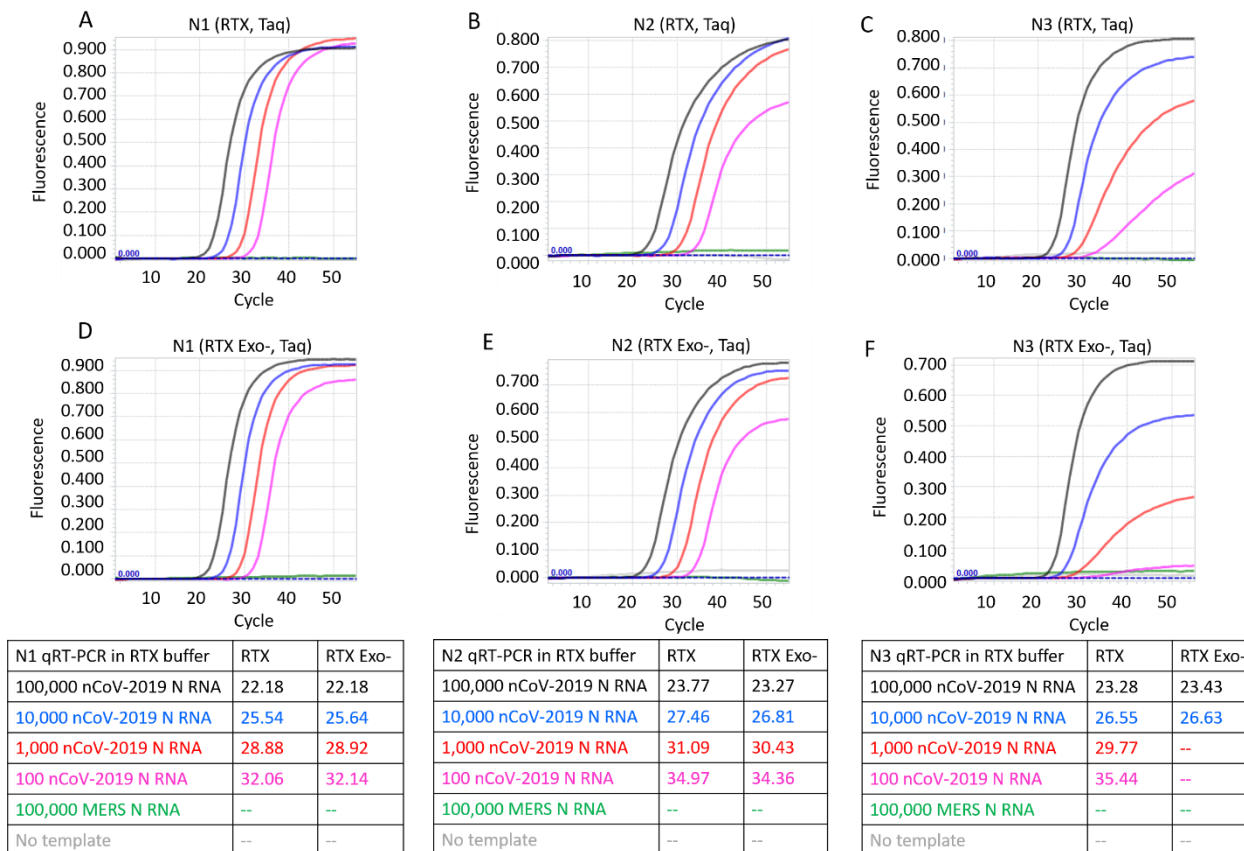 A
N1 (RTX, Taq)
Fluorescence
0.900
0.800
0.700
0.600
0.500
0.400
0.300
0.200
0.100
0.000
0.000
10 20 30 40 50
Cycle
B
N2 (RTX, Taq)
Fluorescence
0.800
0.700
0.600
0.500
0.400
0.300
0.200
0.100
0.000
0.000
10 20 30 40 50
Cycle
C
N3 (RTX, Taq)
Fluorescence
0.800
0.700
0.600
0.500
0.400
0.300
0.200
0.100
0.000
0.000
10 20 30 40 50
Cycle
D
N1 (RTX Exo-, Taq)
Fluorescence
0.900
0.800
0.700
0.600
0.500
0.400
0.300
0.200
0.100
0.000
0.000
10 20 30 40 50
Cycle
E
N2 (RTX Exo-, Taq)
Fluorescence
0.700
0.600
0.500
0.400
0.300
0.200
0.100
0.000
0.000
10 20 30 40 50
Cycle
F
N3 (RTX Exo-, Taq)
Fluorescence
0.700
0.600
0.500
0.400
0.300
0.200
0.100
0.000
0.000
10 20 30 40 50
Cycle
N1 qRT-PCR in RTX buffer RTX RTX Exo-
100,000 nCoV-2019 N RNA 22.18 22.18
10,000 nCoV-2019 N RNA 25.54 25.64
1,000 nCoV-2019 N RNA 28.88 28.92
100 nCoV-2019 N RNA 32.06 32.14
100,000 MERS N RNA -- --
No template -- --
N2 qRT-PCR in RTX buffer RTX RTX Exo-
100,000 nCoV-2019 N RNA 23.77 23.27
10,000 nCoV-2019 N RNA 27.46 26.81
1,000 nCoV-2019 N RNA 31.09 30.43
100 nCoV-2019 N RNA 34.97 34.36
100,000 MERS N RNA -- --
No template -- --
N3 qRT-PCR in RTX buffer RTX RTX Exo-
100,000 nCoV-2019 N RNA 23.28 23.43
10,000 nCoV-2019 N RNA 26.55 26.63
1,000 nCoV-2019 N RNA 29.77 --
100 nCoV-2019 N RNA 35.44 --
100,000 MERS N RNA -- --
No template -- --